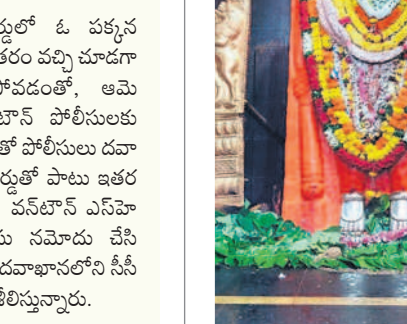 ర్డులో ఓ పక్కన
తరం వచ్చి చూడగా
పోవడంతో, ఆమె
టౌన్ పోలీసులకు
తో పోలీసులు దవా
ర్డుతో పాటు ఇతర
వన్‌టౌన్ ఎస్‌హె
సు నమోదు చేసి
దవాఖానలోని సీసీ
శీలిస్తున్నారు.